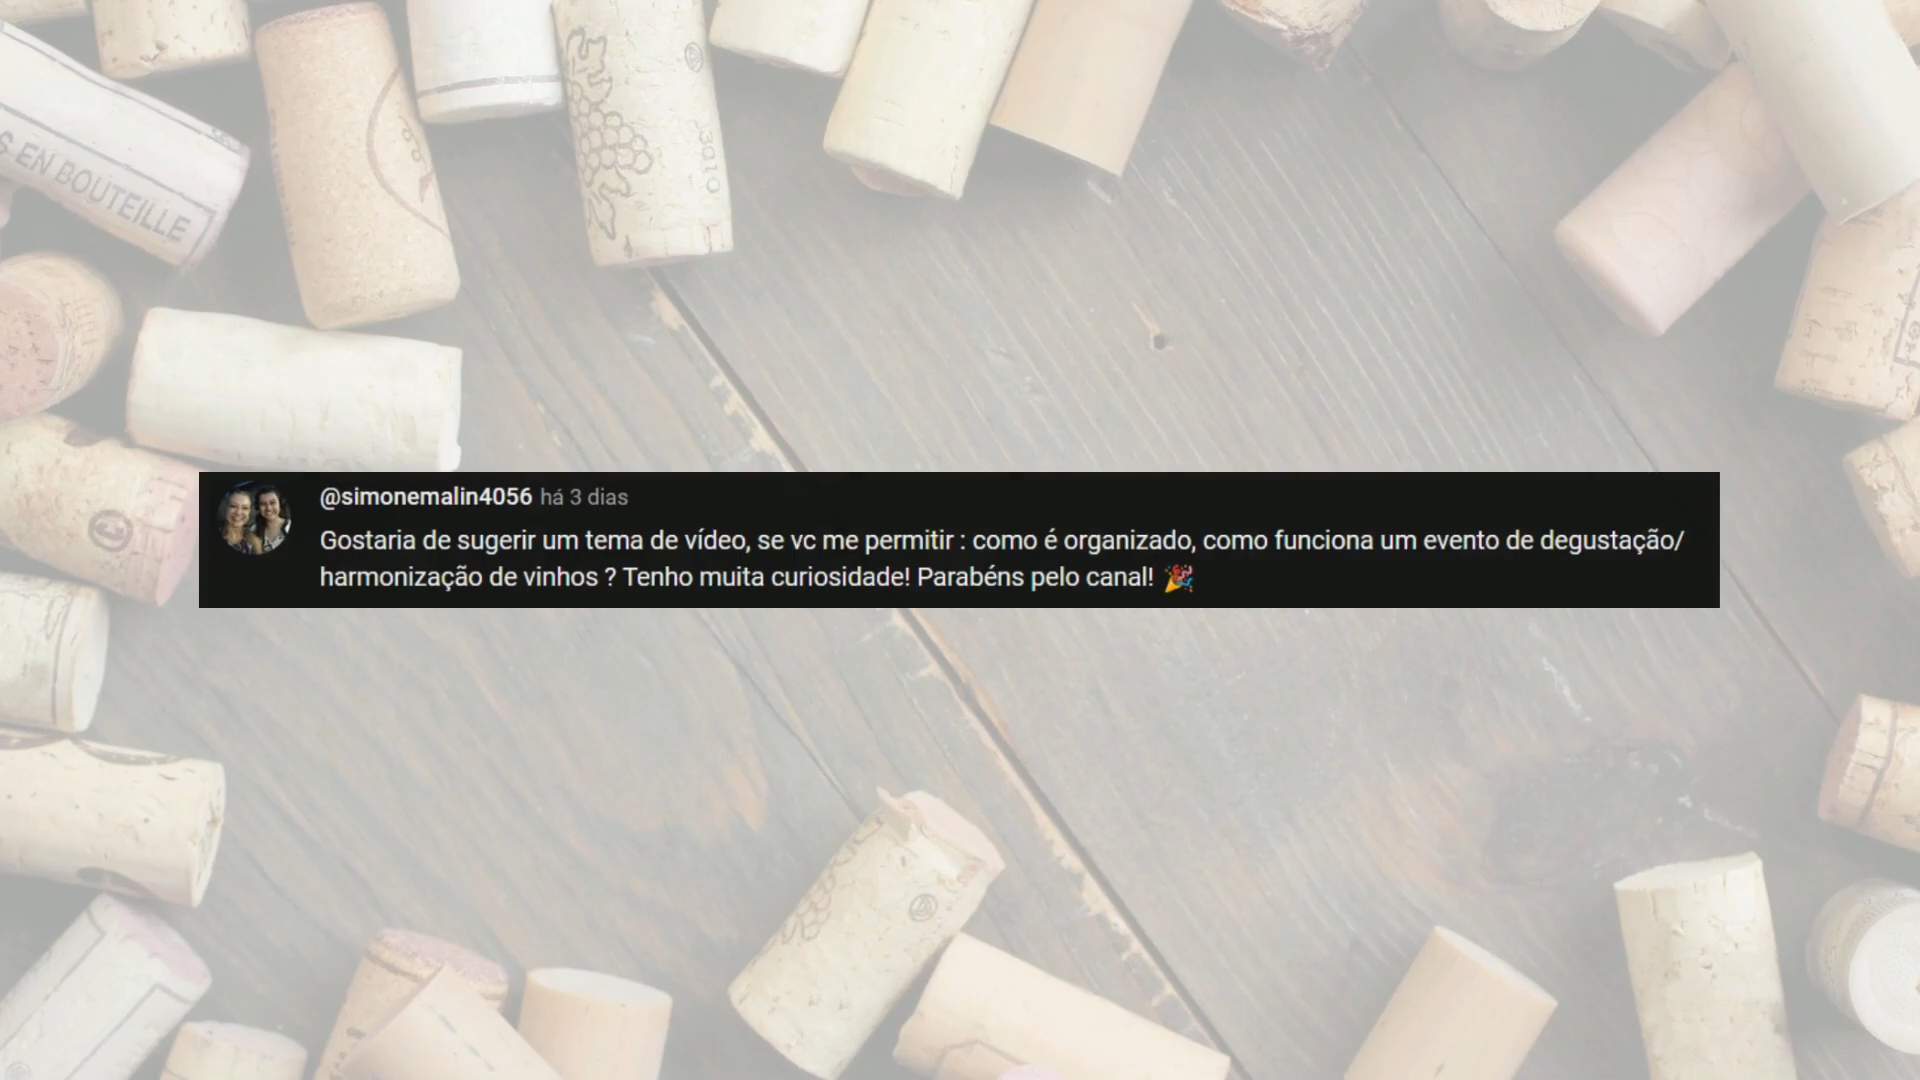 S EN BOUTEILLE
@simonemalin4056 há 3 dias
Gostaria de sugerir um tema de vídeo, se vc me permitir : como é organizado, como funciona um evento de degustação/
harmonização de vinhos ? Tenho muita curiosidade! Parabéns pelo canal! 🎉